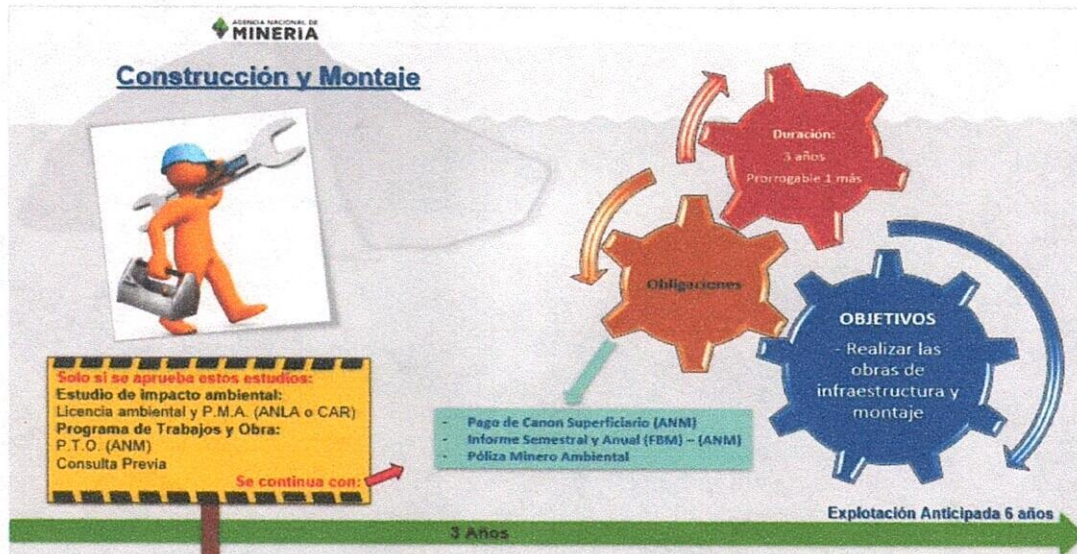 AGENCIA NACIONAL DE
MINERÍA
Construcción y Montaje
Duración:
3 años
Prorrogable 1 más
Obligaciones
OBJETIVOS
- Realizar las
obras de
infraestructura y
montaje
Solo si se aprueba estos estudios:
Estudio de impacto ambiental:
Licencia ambiental y P.M.A. (ANLA o CAR)
Programa de Trabajos y Obra:
P.T.O. (ANM)
Consulta Previa
Se continua con:
- Pago de Canon Superficiario (ANM)
- Informe Semestral y Anual (FBM) – (ANM)
- Póliza Minero Ambiental
Explotación Anticipada 6 años
3 Años